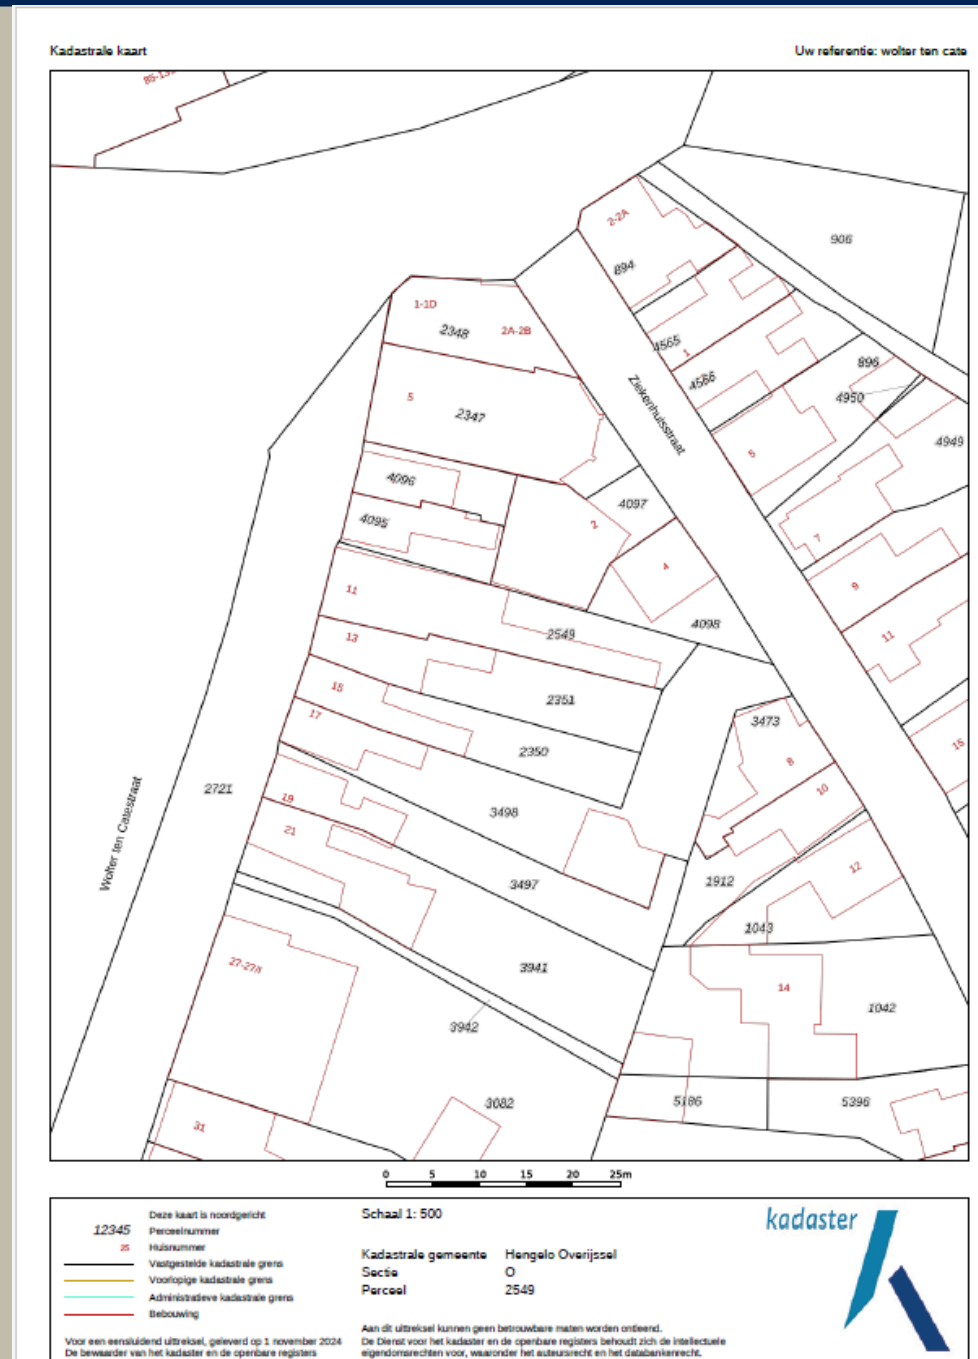 Kadastrale kaart
Uw referentie: wolter ten cate
2-2A
906
894
1-1D
2348
2A-2B
4565
1
4566
896
4950
5
2347
Ziekenhuisstraat
4949
5
4096
4097
4095
2
7
4
9
11
4098
11
2549
13
15
2351
3473
15
17
2350
8
2721
10
19
3498
21
12
3497
1912
Wolter ten Catestraat
1043
27-27/I
3941
14
1042
3942
3082
5186
5396
31
0 5 10 15 20 25m
Deze kaart is noordgericht
12345 Perceelnummer
25 Huisnummer
Vastgestelde kadastrale grens
Voorlopige kadastrale grens
Administratieve kadastrale grens
Bebouwing
Voor een eensluidend uittreksel, geleverd op 1 november 2024
De bewaarder van het kadaster en de openbare registers
Schaal 1: 500
Kadastrale gemeente Hengelo Overijssel
Sectie O
Perceel 2549
Aan dit uittreksel kunnen geen betrouwbare maten worden ontleend.
De Dienst voor het kadaster en de openbare registers behoudt zich de intellectuele
eigendomsrechten voor, waaronder het auteursrecht en het databankenrecht.
kadaster